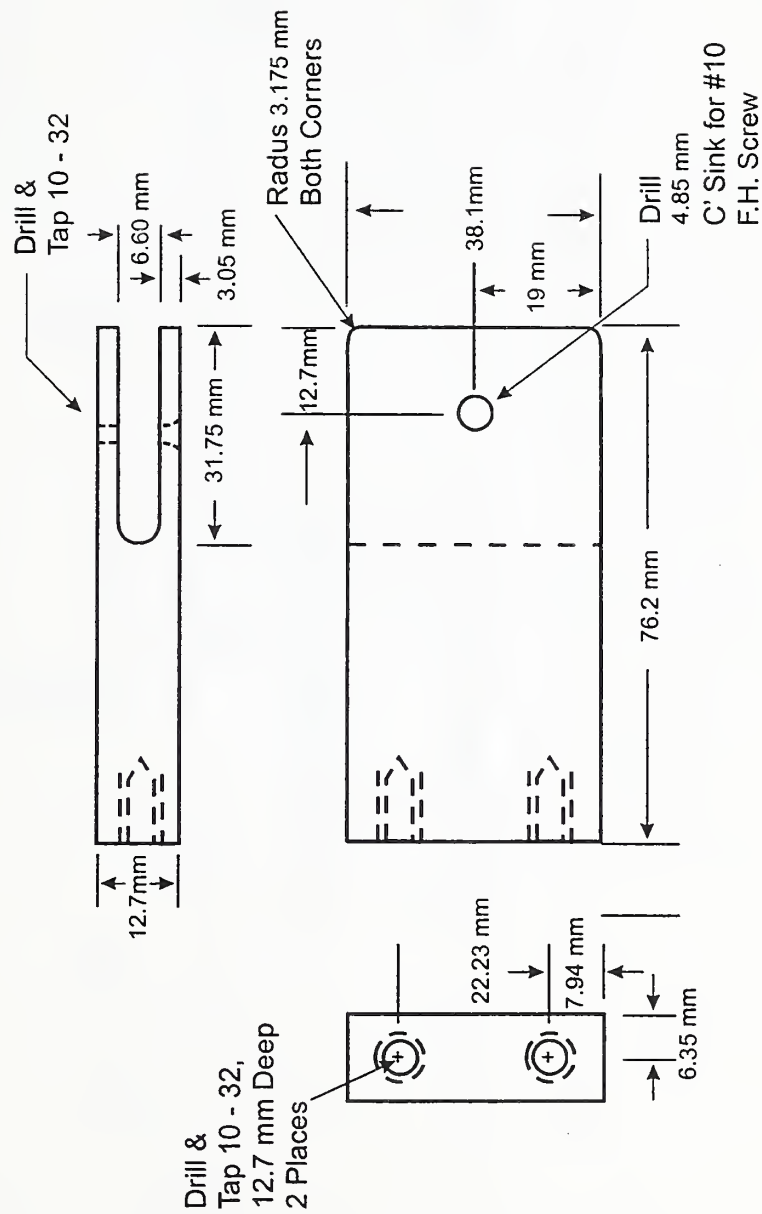 Drill &
Tap 10 - 32
6.60 mm
3.05 mm
31.75 mm
12.7mm
Radus 3.175 mm
Both Corners
12.7mm
38.1mm
19 mm
Drill
4.85 mm
C' Sink for #10
F.H. Screw
76.2 mm
Drill &
Tap 10 - 32,
12.7 mm Deep
2 Places
22.23 mm
7.94 mm
6.35 mm